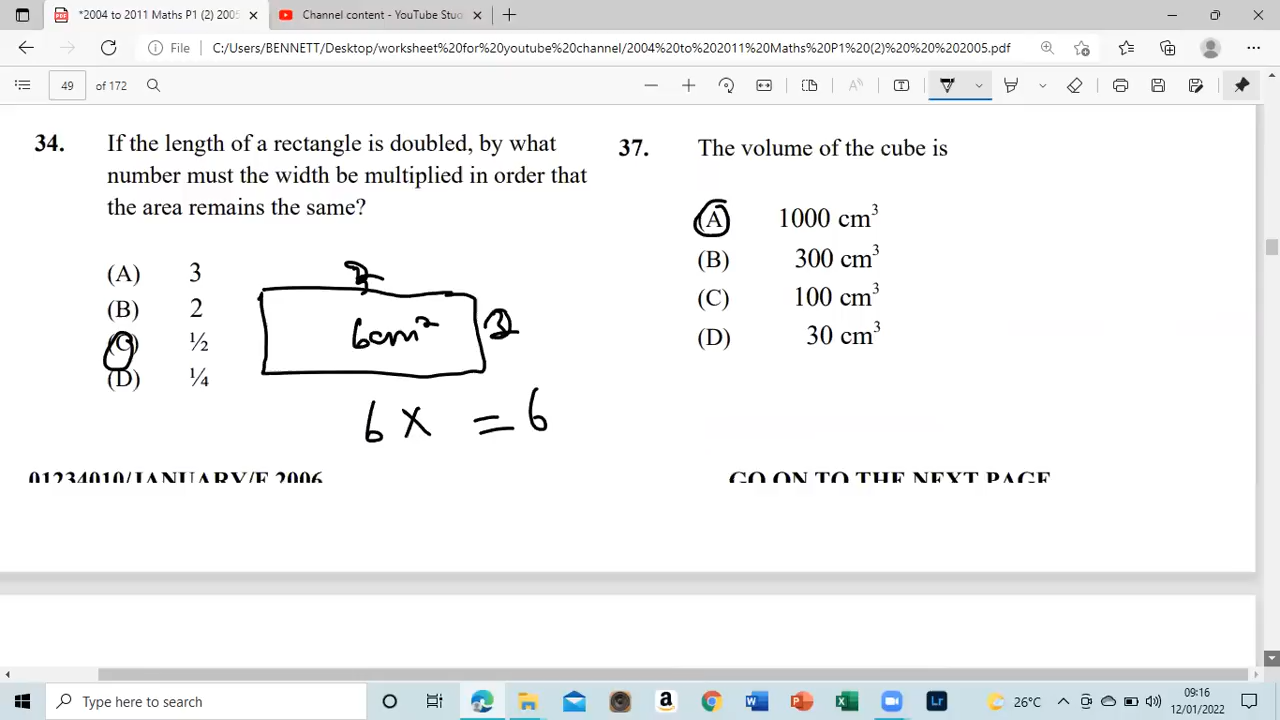 *2004 to 2011 Maths P1 (2) 2005
Channel content - YouTube Stu
File
C:/Users/BENNETT/Desktop/worksheet%20for%20youtube%20channel/2004%20to%202011%20Maths%20P1%20(2)%20%20%202005.pdf
49 of 172
34. If the length of a rectangle is doubled, by what
number must the width be multiplied in order that
the area remains the same?
(A) 3
(B) 2
(C) ½
(D) ¼
6cm²
6 x = 6
01234010/JANUARY/F 2006
37. The volume of the cube is
(A) 1000 cm³
(B) 300 cm³
(C) 100 cm³
(D) 30 cm³
GO ON TO THE NEXT PAGE
Type here to search
26°C
09:16
12/01/2022